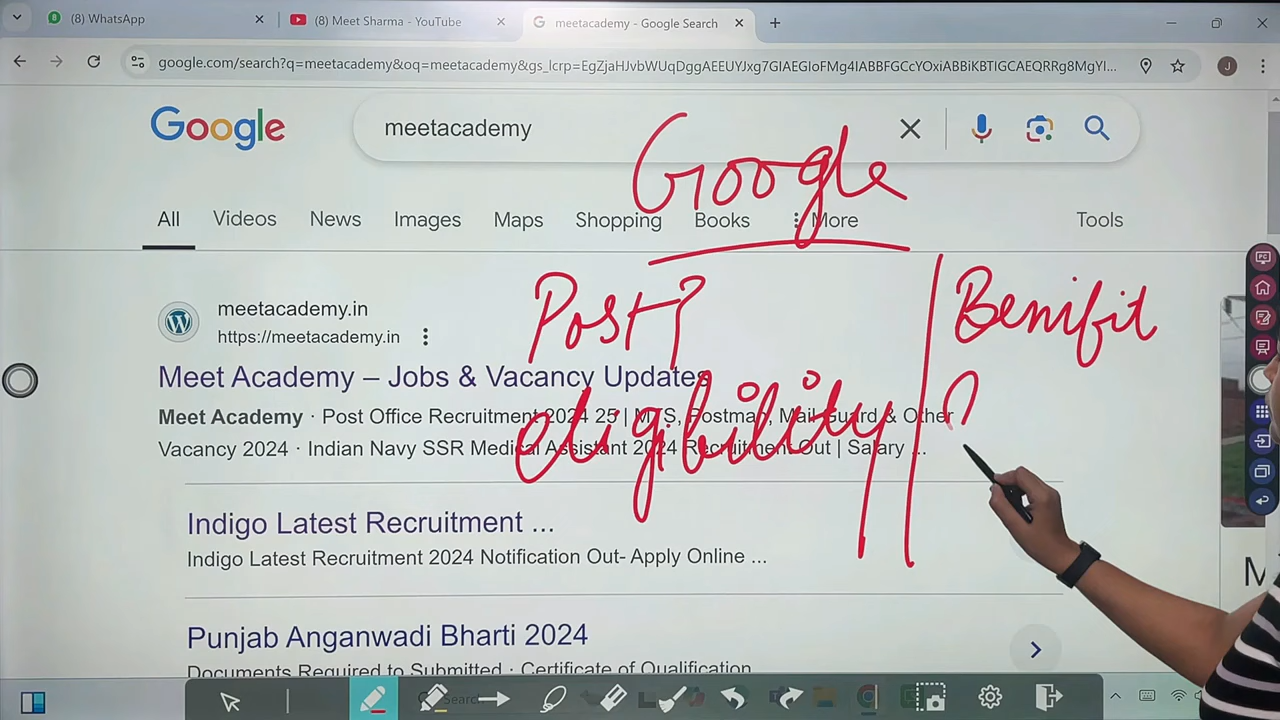 (8) WhatsApp
(8) Meet Sharma - YouTube
meetacademy - Google Search
google.com/search?q=meetacademy&oq=meetacademy&gs_lcrp=EgZjaHJvbWUqDggAEEUYJxg7GIAEGIoFMg4IABBFGCcYOxiABBiKBTIGCAEQRRg8MgYI...
J
Google
meetacademy
Google
All
Videos
News
Images
Maps
Shopping
Books
More
Tools
Post?
Benifit
?
eligibility
meetacademy.in
https://meetacademy.in
Meet Academy – Jobs & Vacancy Updates
Meet Academy · Post Office Recruitment 2024 25 | MTS, Postman, Mail Guard & Other
Vacancy 2024 · Indian Navy SSR Medical Assistant 2024 Recruitment Out | Salary ...
Indigo Latest Recruitment ...
Indigo Latest Recruitment 2024 Notification Out- Apply Online ...
Punjab Anganwadi Bharti 2024
Documents Required to Submitted · Certificate of Qualification
M
Search